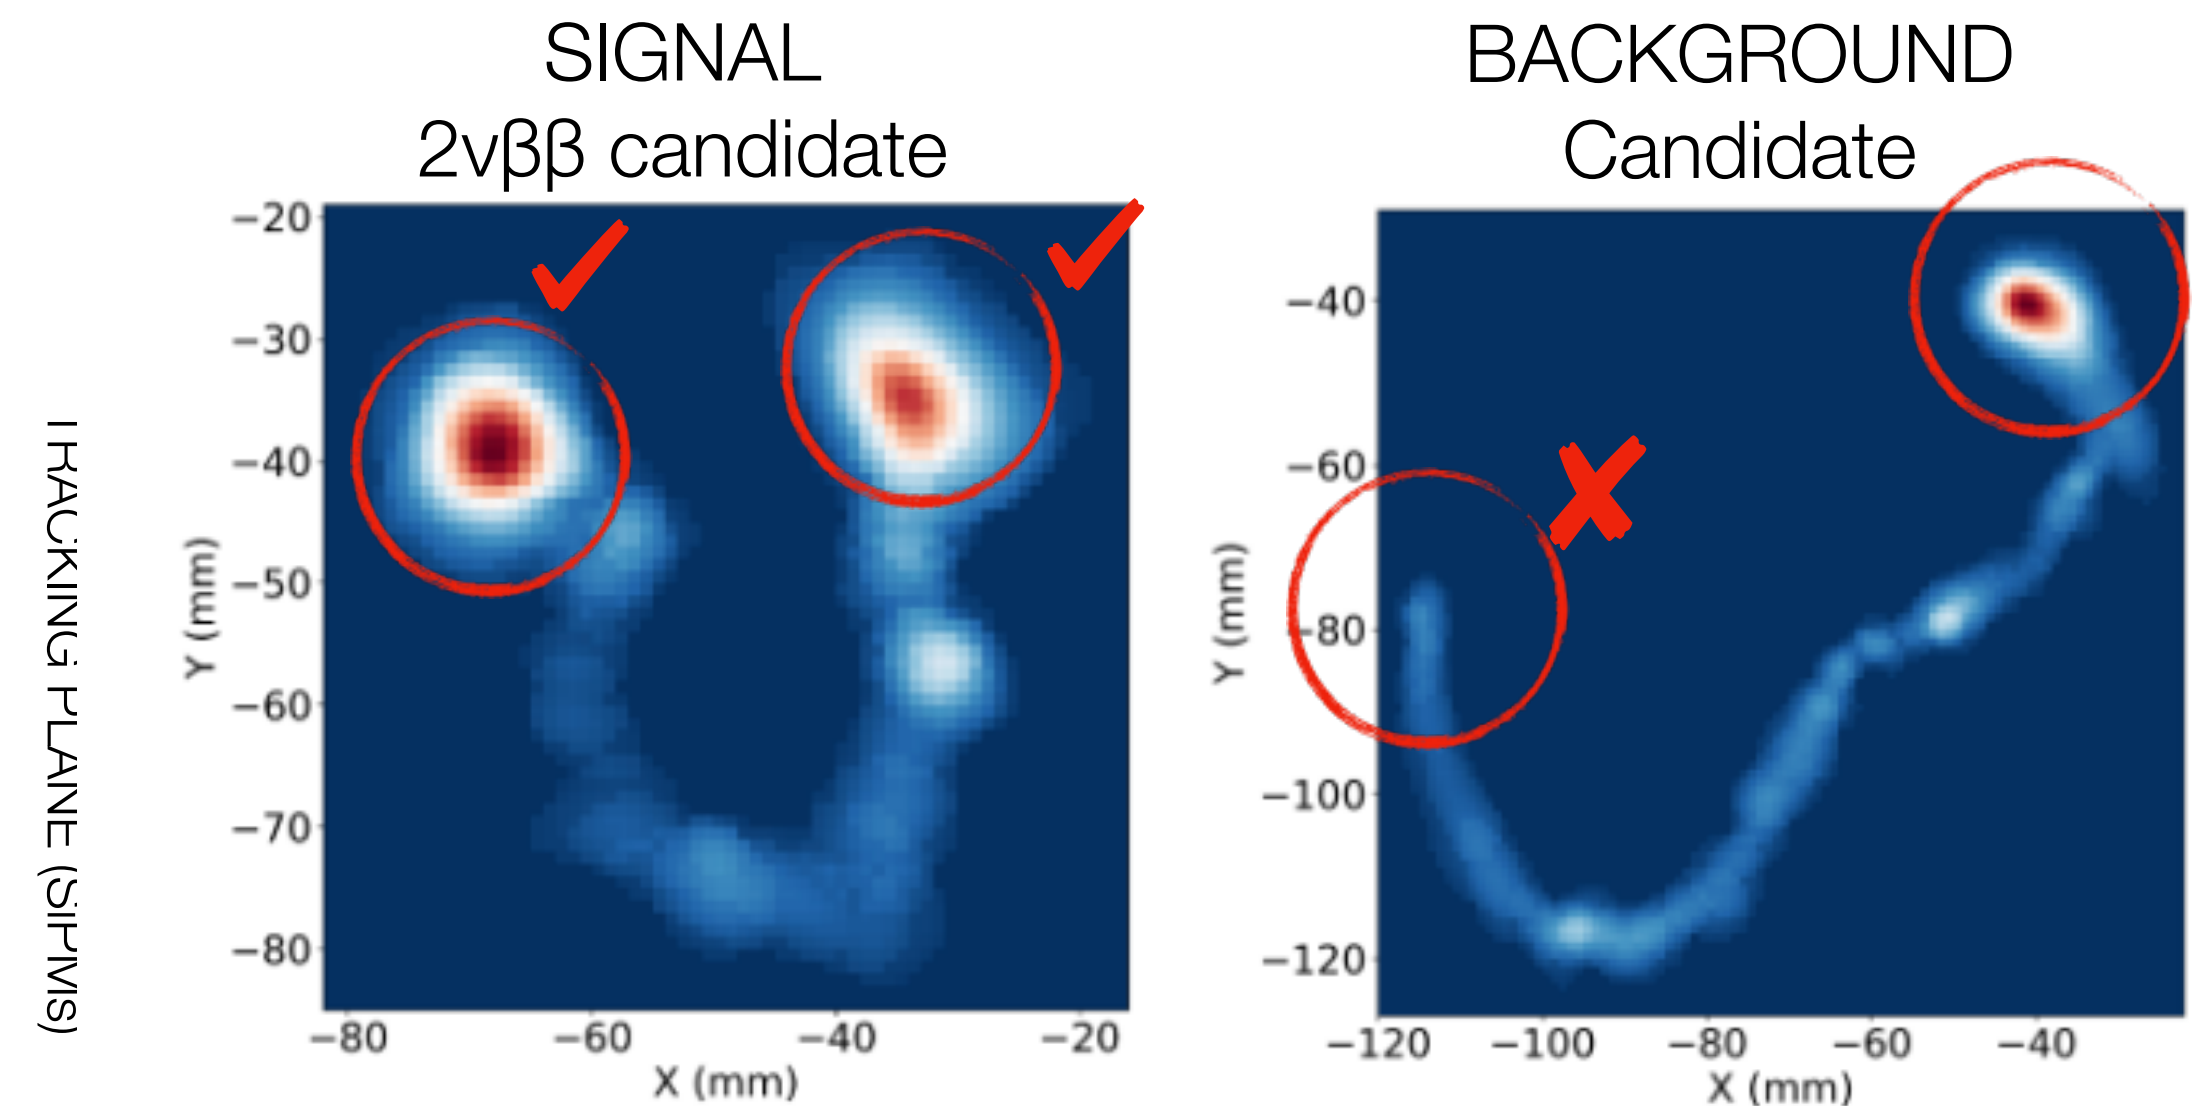 SIGNAL
2νββ candidate
BACKGROUND
Candidate
TRACKING PLANE (SiPMs)
Y (mm)
−20
−30
−40
−50
−60
−70
−80
−80 −60 −40 −20
X (mm)
Y (mm)
−40
−60
−80
−100
−120
−120 −100 −80 −60 −40
X (mm)